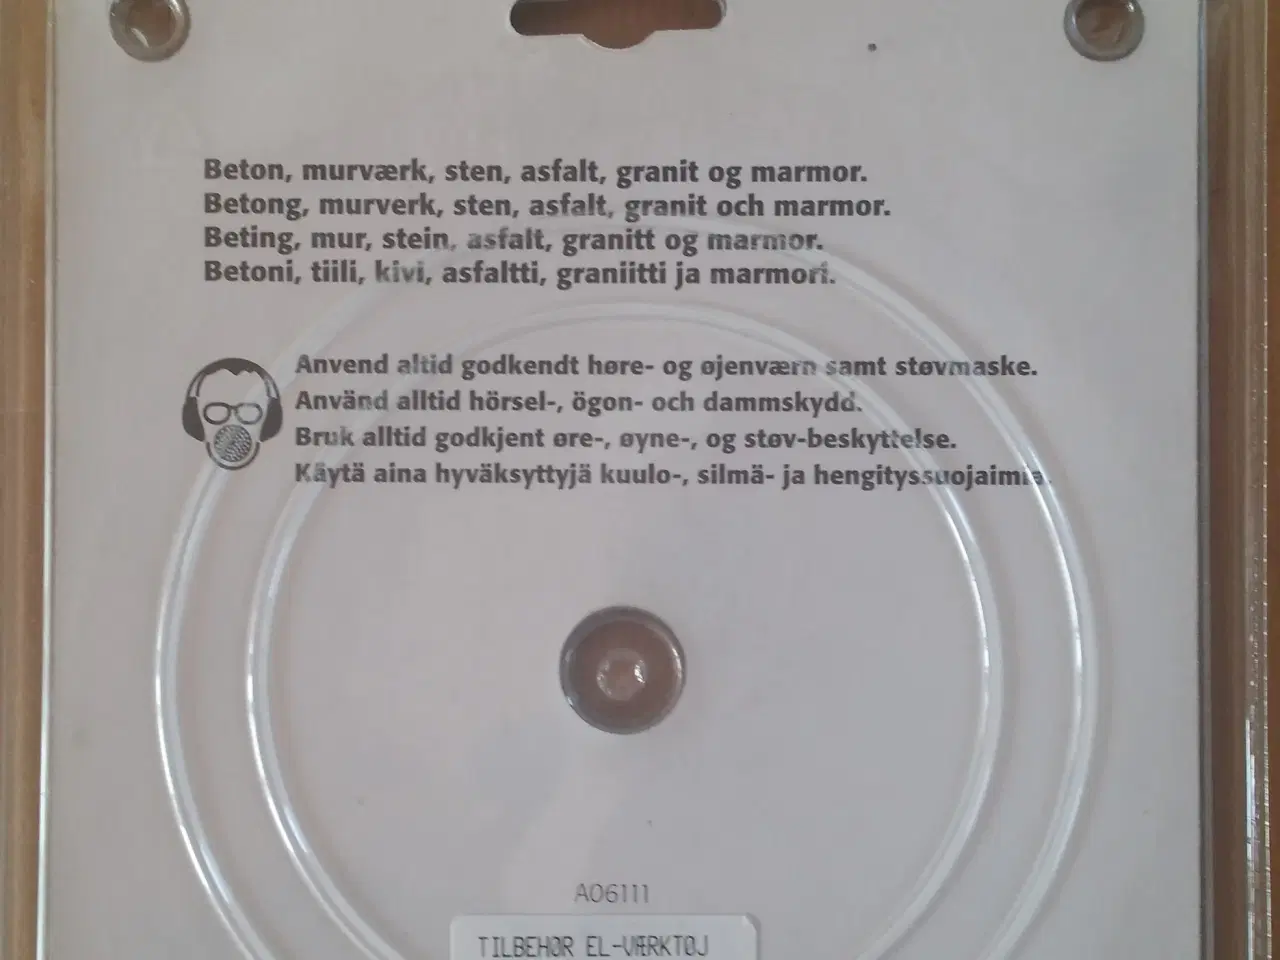 Beton, murværk, sten, asfalt, granit og marmor.
Betong, murverk, sten, asfalt, granit och marmor.
Beting, mur, stein, asfalt, granitt og marmor.
Betoni, tiili, kivi, asfaltti, graniitti ja marmori.
Anvend altid godkendt høre- og øjenværn samt støvmaske.
Använd alltid hörsel-, ögon- och dammskydd.
Bruk alltid godkjent øre-, øyne-, og støv-beskyttelse.
Käytä aina hyväksyttyjä kuulo-, silmä- ja hengityssuojaimia.
A06111
TILBEHØR EL-VÆRKTØJ